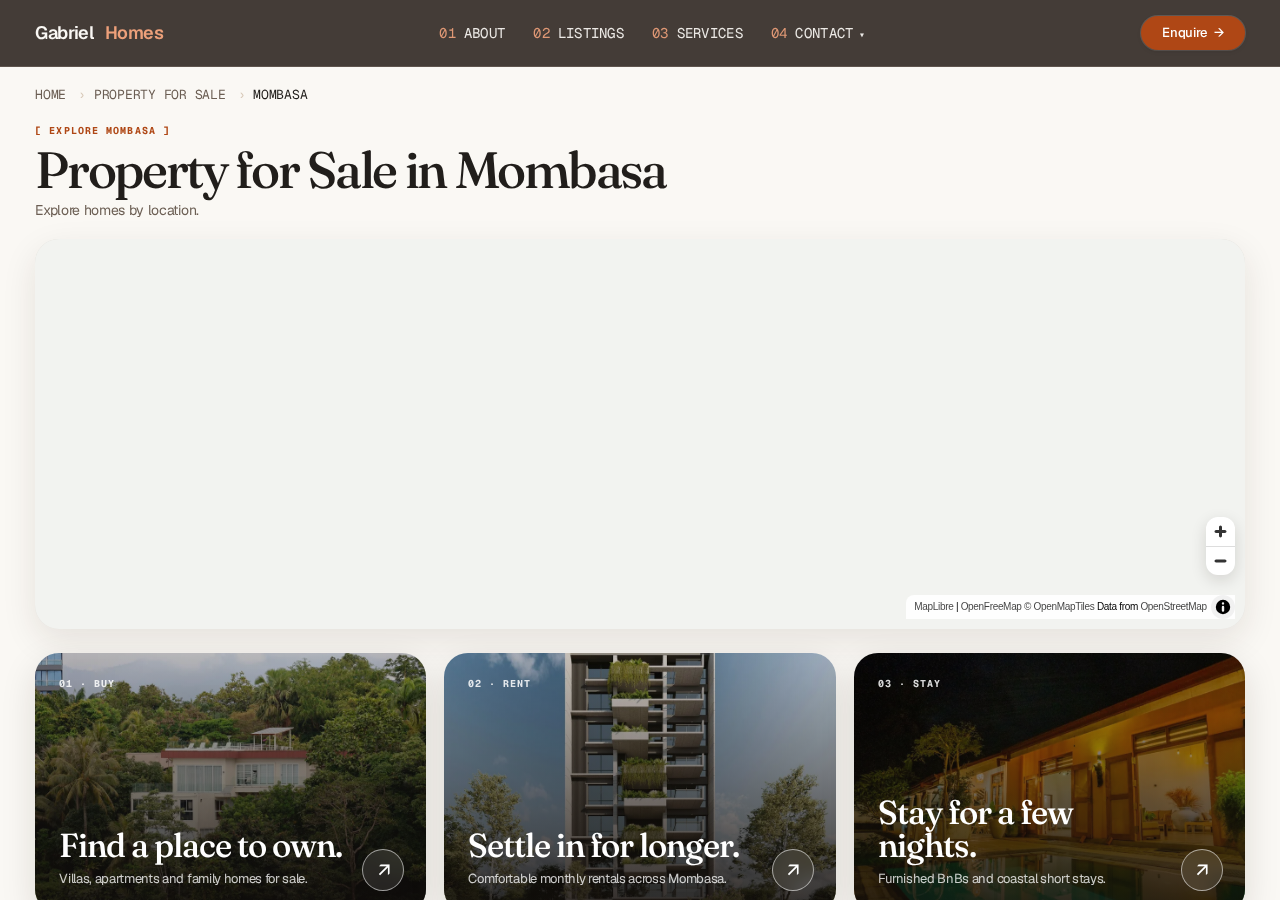 Gabriel Homes
01 ABOUT
02 LISTINGS
03 SERVICES
04 CONTACT ▾
Enquire →
HOME › PROPERTY FOR SALE › MOMBASA
[ EXPLORE MOMBASA ]
Property for Sale in Mombasa
Explore homes by location.
MapLibre | OpenFreeMap © OpenMapTiles Data from OpenStreetMap
01 · BUY
Find a place to own.
Villas, apartments and family homes for sale.
02 · RENT
Settle in for longer.
Comfortable monthly rentals across Mombasa.
03 · STAY
Stay for a few
nights.
Furnished BnBs and coastal short stays.